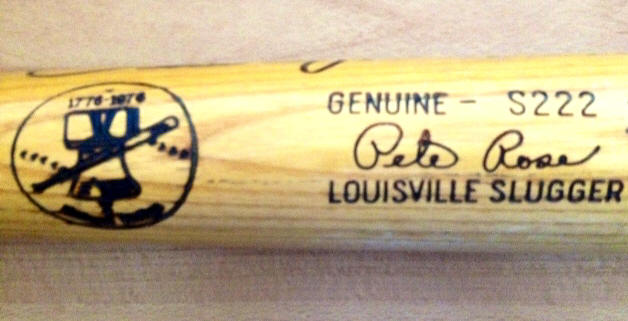 1776-1976
GENUINE - S222
Pete Rose
LOUISVILLE SLUGGER